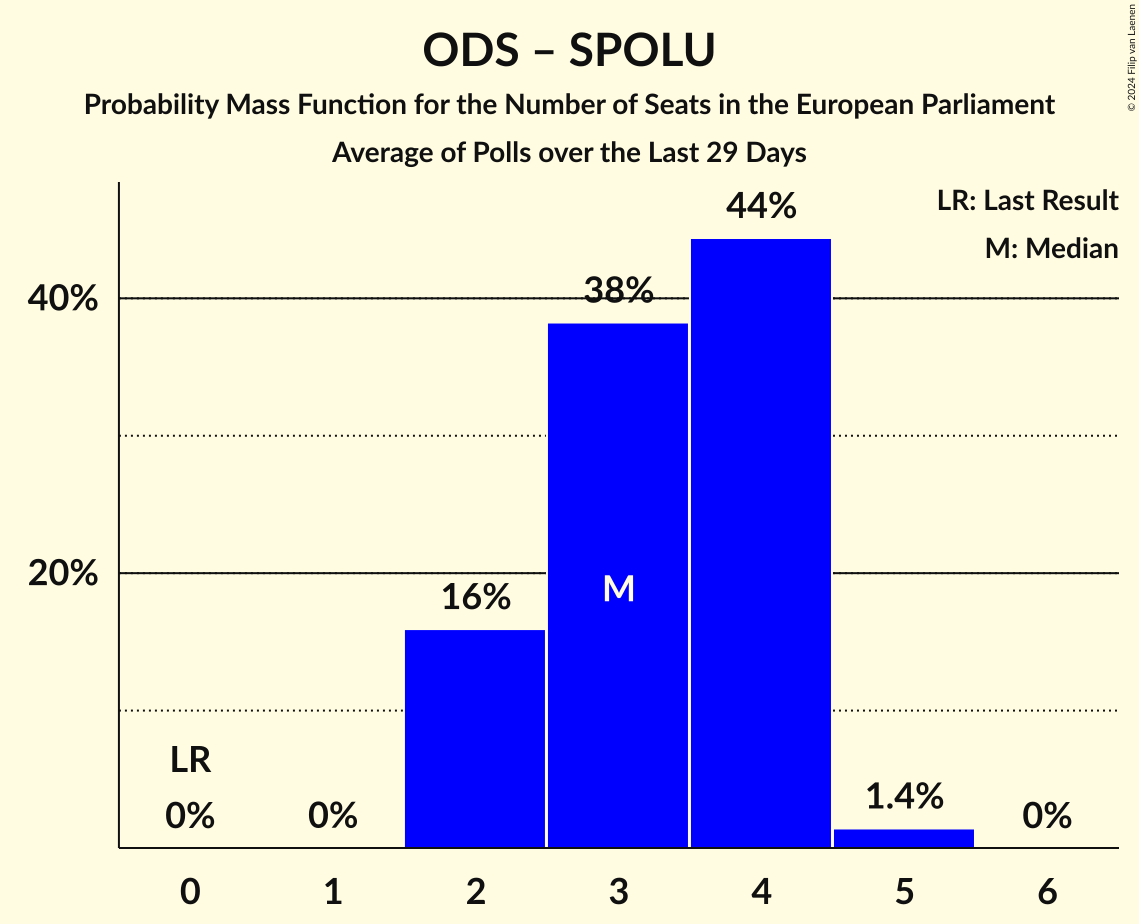 ODS – SPOLU
Probability Mass Function for the Number of Seats in the European Parliament
Average of Polls over the Last 29 Days
© 2024 Filip van Laenen
LR: Last Result
M: Median
44%
38%
40%
20%
16%
M
LR
0%
0%
1.4%
0%
0
1
2
3
4
5
6